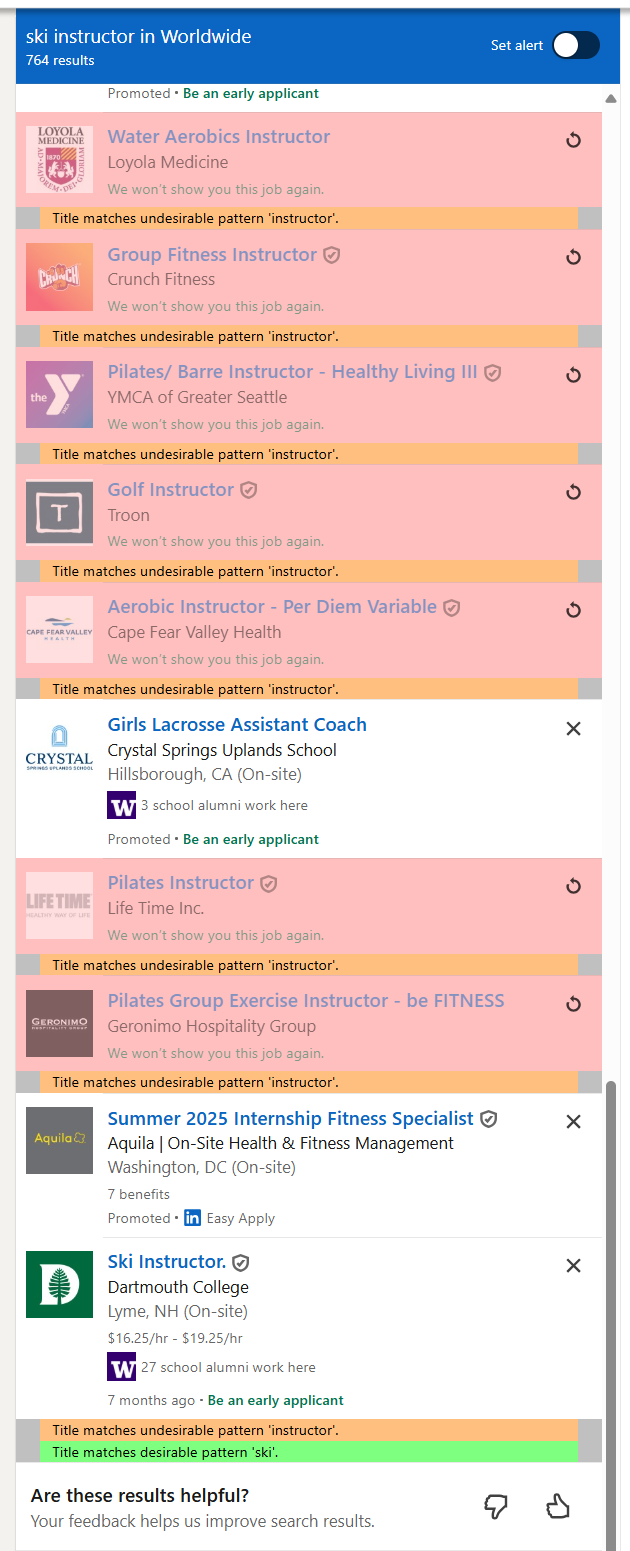 ski instructor in Worldwide
764 results
Set alert
Promoted • Be an early applicant
LOYOLA
MEDICINE
1870
AD•MAJOREM•DEI•GLORIAM
Water Aerobics Instructor
Loyola Medicine
We won't show you this job again.
Title matches undesirable pattern 'instructor'.
CRUNCH
Group Fitness Instructor
Crunch Fitness
We won't show you this job again.
Title matches undesirable pattern 'instructor'.
the Y
YMCA
Pilates/ Barre Instructor - Healthy Living III
YMCA of Greater Seattle
We won't show you this job again.
Title matches undesirable pattern 'instructor'.
T
Golf Instructor
Troon
We won't show you this job again.
Title matches undesirable pattern 'instructor'.
CAPE FEAR VALLEY
HEALTH
Aerobic Instructor - Per Diem Variable
Cape Fear Valley Health
We won't show you this job again.
Title matches undesirable pattern 'instructor'.
CRYSTAL
SPRINGS UPLANDS SCHOOL
Girls Lacrosse Assistant Coach
Crystal Springs Uplands School
Hillsborough, CA (On-site)
W 3 school alumni work here
Promoted • Be an early applicant
LIFE TIME
HEALTHY WAY OF LIFE
Pilates Instructor
Life Time Inc.
We won't show you this job again.
Title matches undesirable pattern 'instructor'.
GERONIMO
HOSPITALITY GROUP
Pilates Group Exercise Instructor - be FITNESS
Geronimo Hospitality Group
We won't show you this job again.
Title matches undesirable pattern 'instructor'.
Aquila
Summer 2025 Internship Fitness Specialist
Aquila | On-Site Health & Fitness Management
Washington, DC (On-site)
7 benefits
Promoted • in Easy Apply
D
Ski Instructor.
Dartmouth College
Lyme, NH (On-site)
$16.25/hr - $19.25/hr
W 27 school alumni work here
7 months ago • Be an early applicant
Title matches undesirable pattern 'instructor'.
Title matches desirable pattern 'ski'.
Are these results helpful?
Your feedback helps us improve search results.